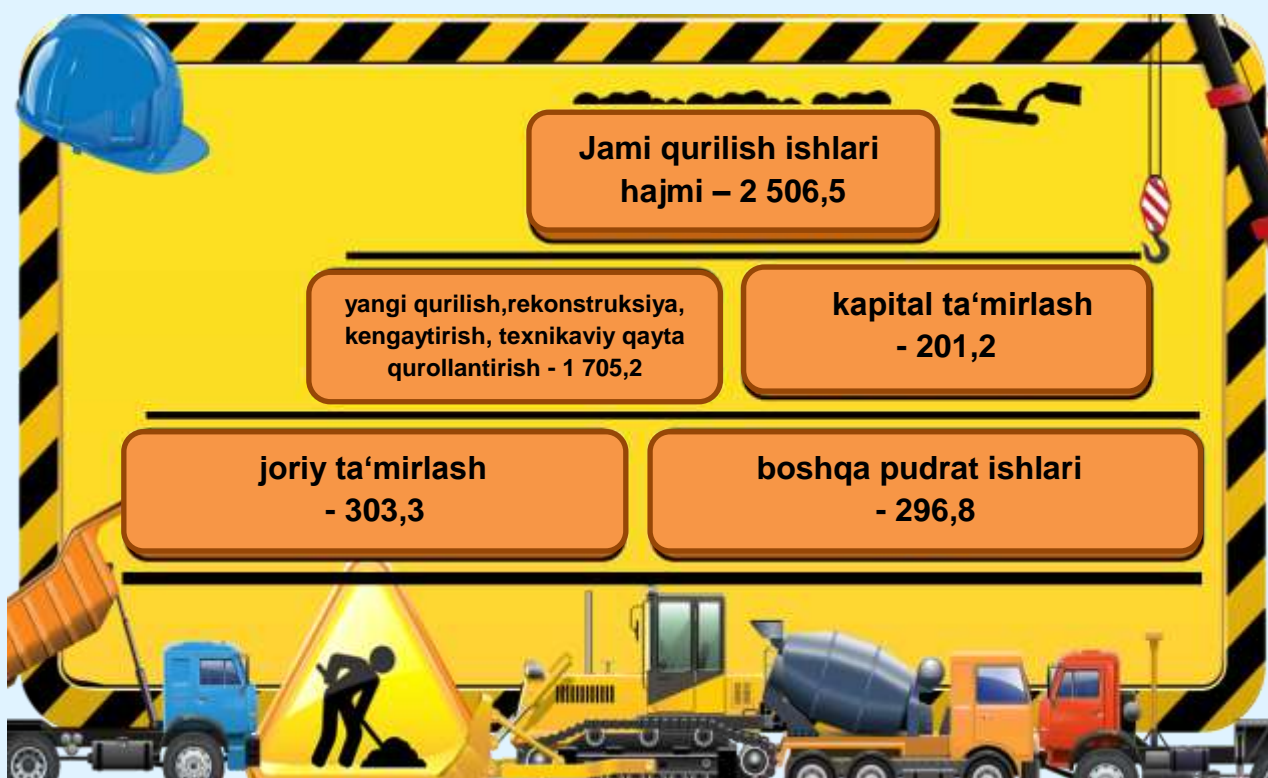 Jami qurilish ishlari
hajmi – 2 506,5
yangi qurilish,rekonstruksiya,
kengaytirish, texnikaviy qayta
qurollantirish - 1 705,2
kapital ta‘mirlash
- 201,2
joriy ta‘mirlash
- 303,3
boshqa pudrat ishlari
- 296,8